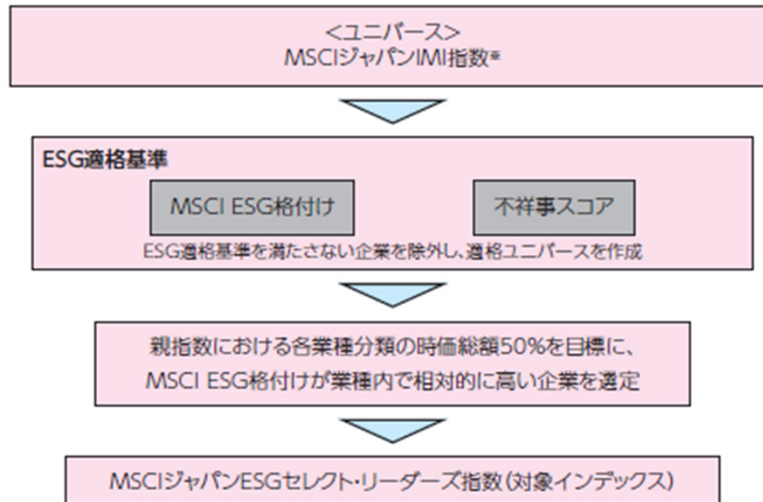 ＜ユニバース＞
MSCIジャパンIMI指数※
ESG適格基準
MSCI ESG格付け
不祥事スコア
ESG適格基準を満たさない企業を除外し、適格ユニバースを作成
親指数における各業種分類の時価総額50%を目標に、
MSCI ESG格付けが業種内で相対的に高い企業を選定
MSCIジャパンESGセレクト・リーダーズ指数（対象インデックス）